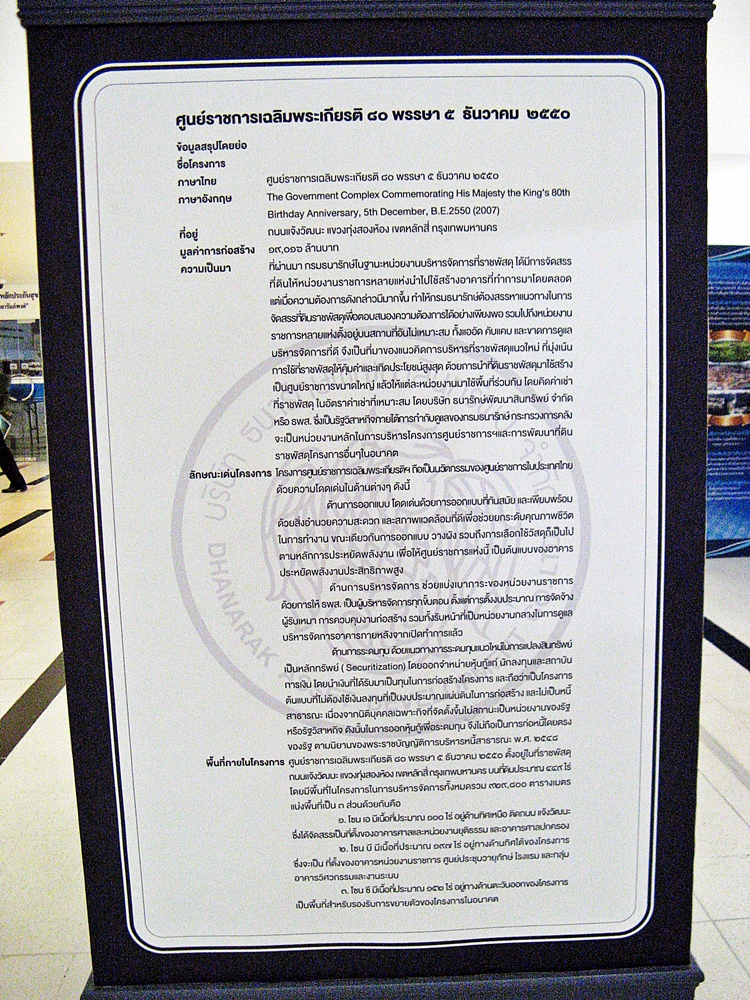 ศูนย์ราชการเฉลิมพระเกียรติ ๘๐ พรรษา ๕ ธันวาคม ๒๕๕๐
ข้อมูลสรุปโดยย่อ
ชื่อโครงการ
ภาษาไทย ศูนย์ราชการเฉลิมพระเกียรติ ๘๐ พรรษา ๕ ธันวาคม ๒๕๕๐
ภาษาอังกฤษ The Government Complex Commemorating His Majesty the King's 80th
Birthday Anniversary, 5th December, B.E.2550 (2007)
ที่อยู่ ถนนแจ้งวัฒนะ แขวงทุ่งสองห้อง เขตหลักสี่ กรุงเทพมหานคร
มูลค่าการก่อสร้าง ๑๙,๐๑๖ ล้านบาท
ความเป็นมา ที่ผ่านมา กรมธนารักษ์ในฐานะหน่วยงานบริหารจัดการที่ราชพัสดุ ได้มีการจัดสรร
ที่ดินให้หน่วยงานราชการหลายแห่งนำไปใช้สร้างอาคารที่ทำการมาโดยตลอด
แต่เมื่อความต้องการดังกล่าวมีมากขึ้น ทำให้กรมธนารักษ์ต้องสรรหาแนวทางในการ
จัดสรรที่ดินราชพัสดุเพื่อตอบสนองความต้องการได้อย่างเพียงพอ รวมไปถึงหน่วยงาน
ราชการหลายแห่งตั้งอยู่บนสถานที่อันไม่เหมาะสม ทั้งแออัด คับแคบ และขาดการดูแล
บริหารจัดการที่ดี จึงเป็นที่มาของแนวคิดการบริหารที่ราชพัสดุแนวใหม่ ที่มุ่งเน้น
การใช้ที่ราชพัสดุให้คุ้มค่าและเกิดประโยชน์สูงสุด ด้วยการนำที่ดินราชพัสดุมาใช้สร้าง
เป็นศูนย์ราชการขนาดใหญ่ แล้วให้แต่ละหน่วยงานมาใช้พื้นที่ร่วมกัน โดยคิดค่าเช่า
ที่ราชพัสดุ ในอัตราค่าเช่าที่เหมาะสม โดยบริษัท ธนารักษ์พัฒนาสินทรัพย์ จำกัด
หรือ ธพส. ซึ่งเป็นรัฐวิสาหกิจภายใต้การกำกับดูแลของกรมธนารักษ์ กระทรวงการคลัง
จะเป็นหน่วยงานหลักในการบริหารโครงการศูนย์ราชการฯและการพัฒนาที่ดิน
ราชพัสดุโครงการอื่นๆในอนาคต
ลักษณะเด่นโครงการ โครงการศูนย์ราชการเฉลิมพระเกียรติฯ ถือเป็นนวัตกรรมของศูนย์ราชการในประเทศไทย
ด้วยความโดดเด่นในด้านต่างๆ ดังนี้
ด้านการออกแบบ โดดเด่นด้วยการออกแบบที่ทันสมัย และเพียบพร้อม
ด้วยสิ่งอำนวยความสะดวก และสภาพแวดล้อมที่ดีเพื่อช่วยยกระดับคุณภาพชีวิต
ในการทำงาน ขณะเดียวกันการออกแบบ วางผัง รวมถึงการเลือกใช้วัสดุก็เป็นไป
ตามหลักการประหยัดพลังงาน เพื่อให้ศูนย์ราชการแห่งนี้ เป็นต้นแบบของอาคาร
ประหยัดพลังงานประสิทธิภาพสูง
ด้านการบริหารจัดการ ช่วยแบ่งเบาภาระของหน่วยงานราชการ
ด้วยการให้ ธพส. เป็นผู้บริหารจัดการทุกขั้นตอน ตั้งแต่การตั้งงบประมาณ การจัดจ้าง
ผู้รับเหมา การควบคุมงานก่อสร้าง รวมทั้งรับหน้าที่เป็นหน่วยงานกลางในการดูแล
บริหารจัดการอาคารภายหลังจากเปิดทำการแล้ว
ด้านการระดมทุน ด้วยแนวทางการระดมทุนแนวใหม่ในการแปลงสินทรัพย์
เป็นหลักทรัพย์ ( Securitization) โดยออกจำหน่ายหุ้นกู้แก่ นักลงทุนและสถาบัน
การเงิน โดยนำเงินที่ได้รับมาเป็นทุนในการก่อสร้างโครงการ และถือว่าเป็นโครงการ
ต้นแบบที่ไม่ต้องใช้เงินลงทุนที่เป็นงบประมาณแผ่นดินในการก่อสร้าง และไม่เป็นหนี้
สาธารณะ เนื่องจากนิติบุคคลเฉพาะกิจที่จัดตั้งขึ้นไม่มีสถานะเป็นหน่วยงานของรัฐ
หรือรัฐวิสาหกิจ ดังนั้นในการออกหุ้นกู้เพื่อระดมทุน จึงไม่ถือเป็นการก่อหนี้โดยตรง
ของรัฐ ตามนิยามของพระราชบัญญัติการบริหารหนี้สาธารณะ พ.ศ. ๒๕๔๘
พื้นที่ภายในโครงการ ศูนย์ราชการเฉลิมพระเกียรติ ๘๐ พรรษา ๕ ธันวาคม ๒๕๕๐ ตั้งอยู่ในที่ราชพัสดุ
ถนนแจ้งวัฒนะ แขวงทุ่งสองห้อง เขตหลักสี่ กรุงเทพมหานคร บนที่ดินประมาณ ๔๔๙ ไร่
โดยมีพื้นที่โครงการในการบริหารจัดการทั้งหมดรวม ๙๒๙,๘๐๐ ตารางเมตร
แบ่งพื้นที่เป็น ๓ ส่วนด้วยกันคือ
๑. โซน เอ มีเนื้อที่ประมาณ ๑๐๐ ไร่ อยู่ด้านทิศเหนือ ติดถนน แจ้งวัฒนะ
ซึ่งได้จัดสรรเป็นที่ตั้งของอาคารศาลและหน่วยงานยุติธรรม และอาคารศาลปกครอง
๒. โซน บี มีเนื้อที่ประมาณ ๑๙๗ ไร่ อยู่ทางด้านทิศใต้ของโครงการ
ซึ่งจะเป็น ที่ตั้งของอาคารหน่วยงานราชการ ศูนย์ประชุมวายุภักษ์ โรงแรม และกลุ่ม
อาคารวิศวกรรมและงานระบบ
๓. โซน ซี มีเนื้อที่ประมาณ ๑๕๒ ไร่ อยู่ทางด้านตะวันออกของโครงการ
เป็นพื้นที่สำหรับรองรับการขยายตัวของโครงการในอนาคต
DHANARAK ASSET DEVELOPMENT